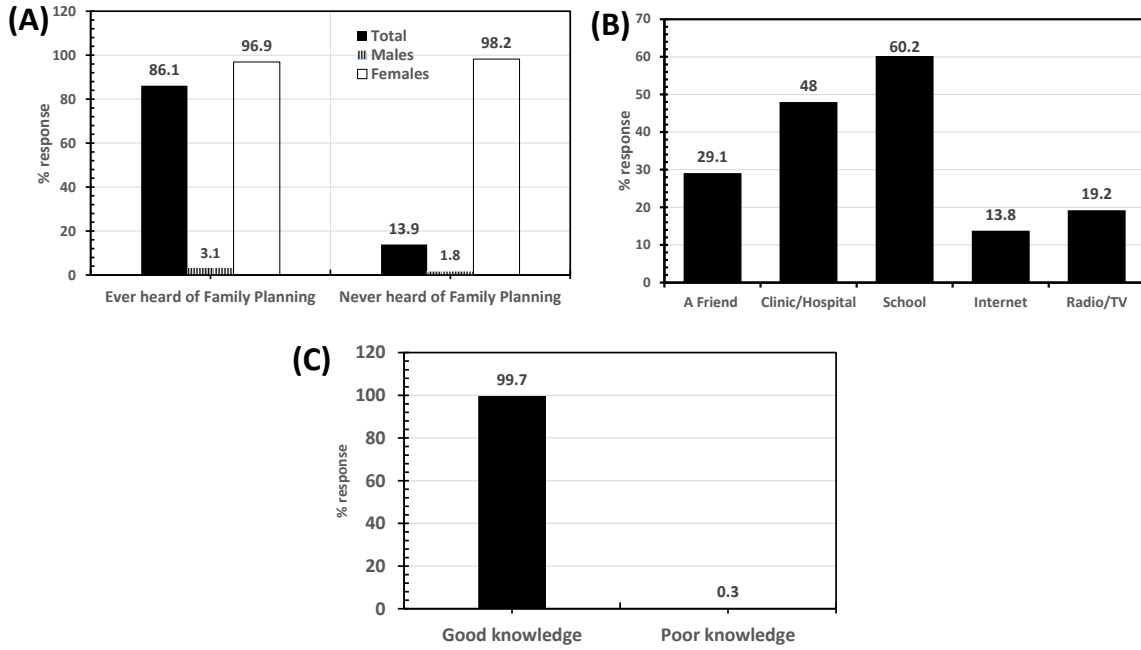 (A)
% response
120
100
80
60
40
20
0
Total
Males
Females
86.1
3.1
96.9
13.9
1.8
98.2
Ever heard of Family Planning
Never heard of Family Planning
(B)
% response
70
60
50
40
30
20
10
0
29.1
48
60.2
13.8
19.2
A Friend
Clinic/Hospital
School
Internet
Radio/TV
(C)
% response
120
100
80
60
40
20
0
99.7
0.3
Good knowledge
Poor knowledge